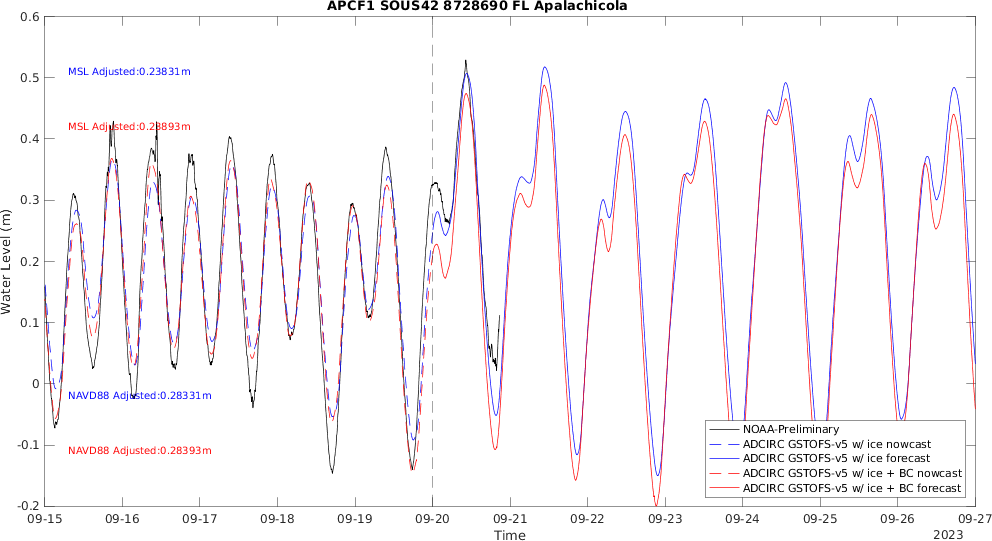 APCF1 SOUS42 8728690 FL Apalachicola
0.6
0.5
0.4
0.3
0.2
0.1
0
-0.1
-0.2
Water Level (m)
MSL Adjusted:0.23831m
MSL Adjusted:0.23893m
NAVD88 Adjusted:0.28331m
NAVD88 Adjusted:0.28393m
NOAA-Preliminary
ADCIRC GSTOFS-v5 w/ ice nowcast
ADCIRC GSTOFS-v5 w/ ice forecast
ADCIRC GSTOFS-v5 w/ ice + BC nowcast
ADCIRC GSTOFS-v5 w/ ice + BC forecast
09-15 09-16 09-17 09-18 09-19 09-20 09-21 09-22 09-23 09-24 09-25 09-26 09-27
Time
2023